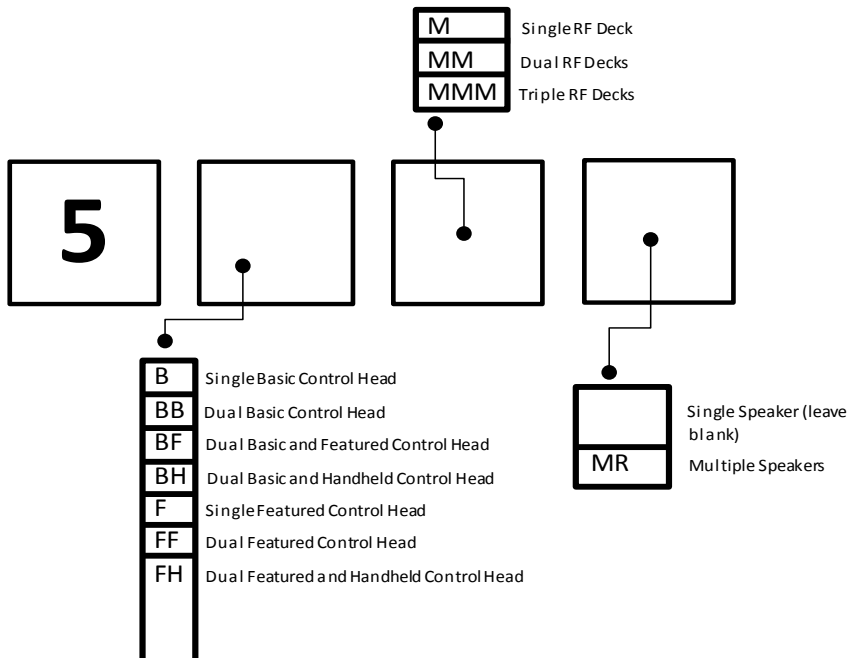 M Single RF Deck
MM Dual RF Decks
MMM Triple RF Decks
5
B Single Basic Control Head
BB Dual Basic Control Head
BF Dual Basic and Featured Control Head
BH Dual Basic and Handheld Control Head
F Single Featured Control Head
FF Dual Featured Control Head
FH Dual Featured and Handheld Control Head
Single Speaker (leave
blank)
MR Multiple Speakers